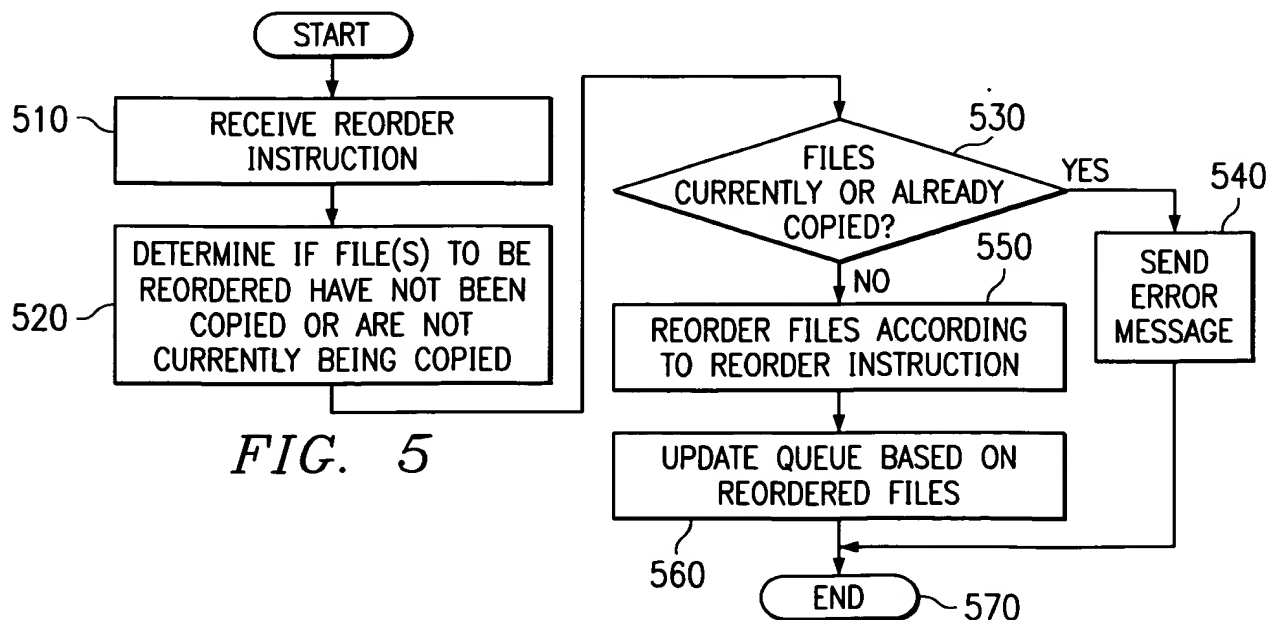 START
510
RECEIVE REORDER
INSTRUCTION
520
DETERMINE IF FILE(S) TO BE
REORDERED HAVE NOT BEEN
COPIED OR ARE NOT
CURRENTLY BEING COPIED
FIG. 5
530
FILES
CURRENTLY OR ALREADY
COPIED?
YES
540
SEND
ERROR
MESSAGE
NO
550
REORDER FILES ACCORDING
TO REORDER INSTRUCTION
UPDATE QUEUE BASED ON
REORDERED FILES
560
END
570